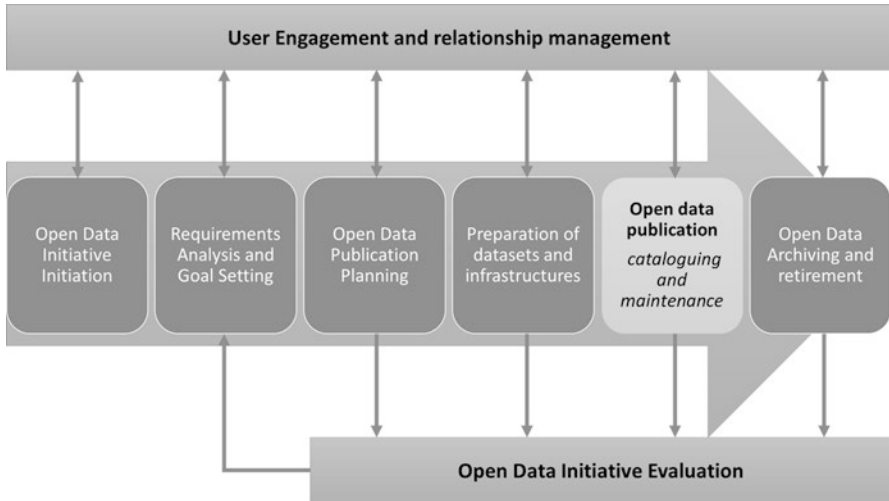 User Engagement and relationship management
Open Data
Initiative
Initiation
Requirements
Analysis and
Goal Setting
Open Data
Publication
Planning
Preparation of
datasets and
infrastructures
Open data
publication
cataloguing
and
maintenance
Open Data
Archiving and
retirement
Open Data Initiative Evaluation